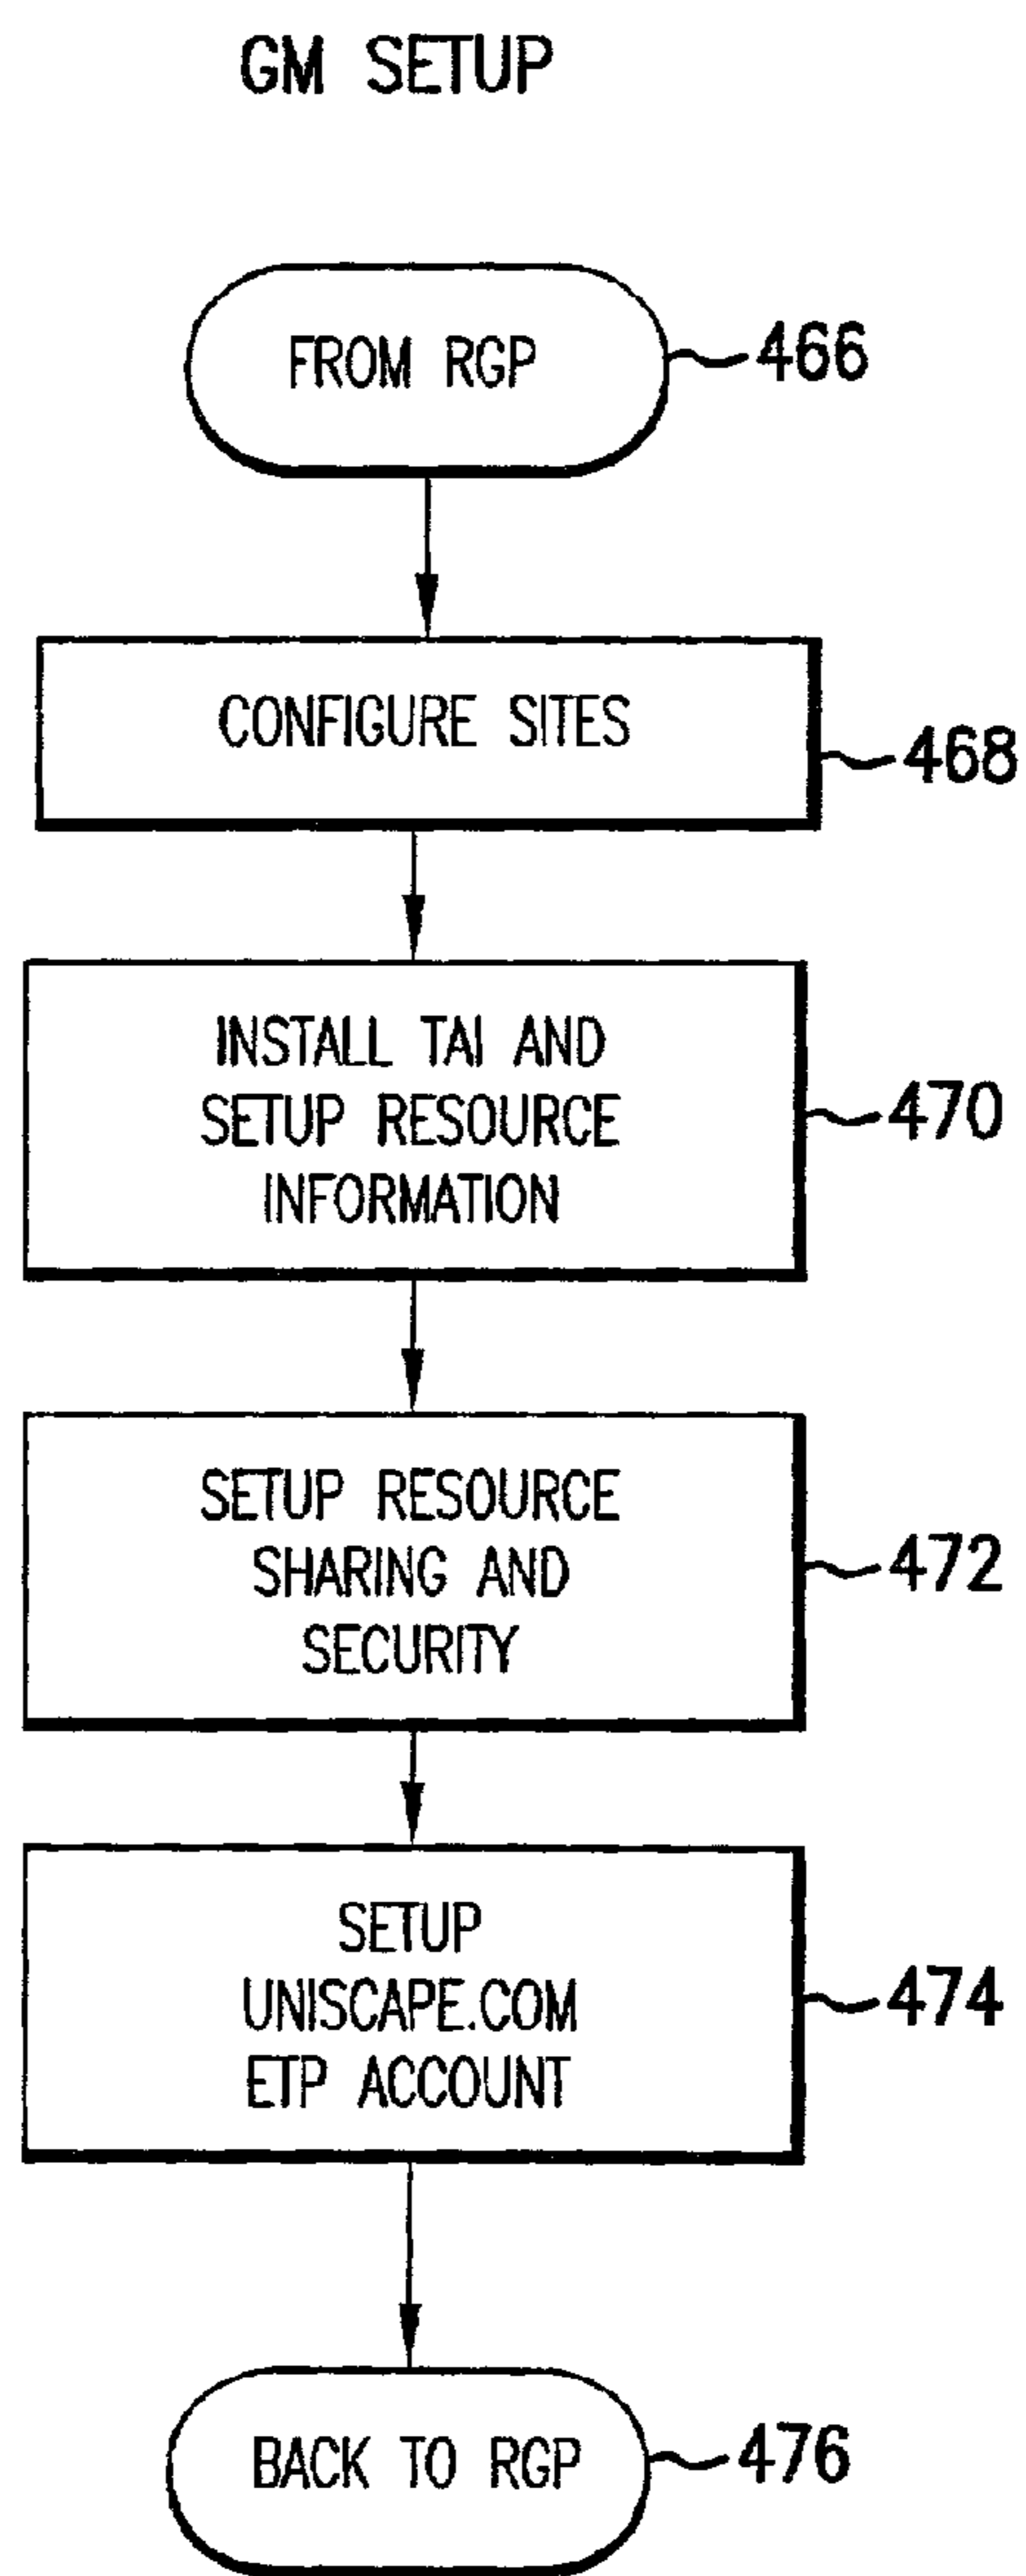 GM SETUP
FROM RGP
466
CONFIGURE SITES
468
INSTALL TAI AND
SETUP RESOURCE
INFORMATION
470
SETUP RESOURCE
SHARING AND
SECURITY
472
SETUP
UNISCAPE.COM
ETP ACCOUNT
474
BACK TO RGP
476